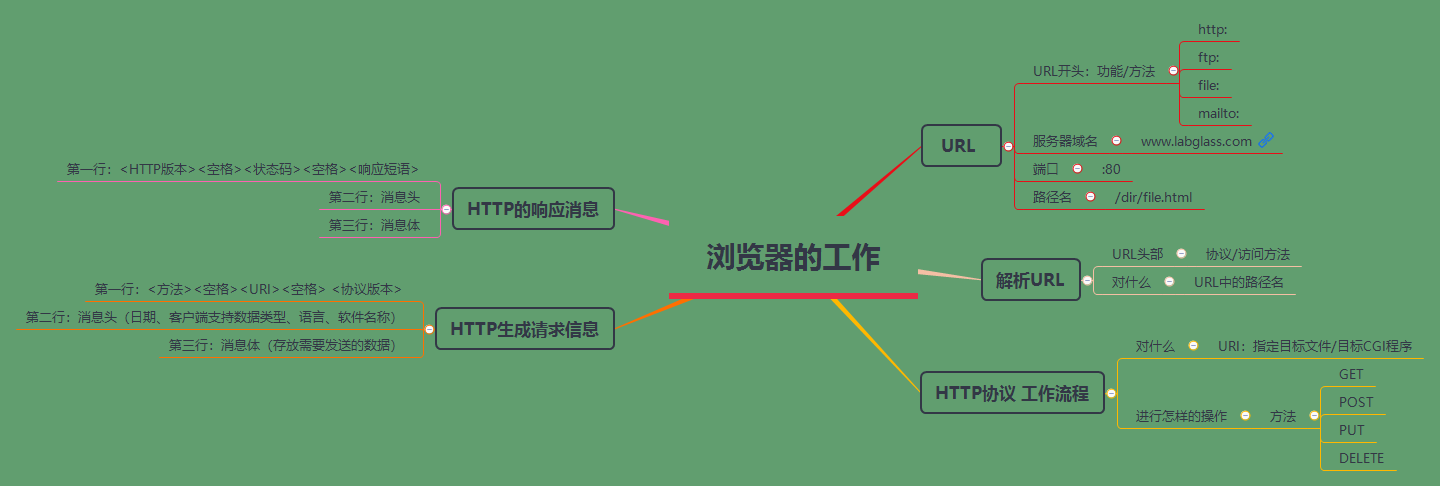 浏览器的工作
URL
URL开头：功能/方法
http:
ftp:
file:
mailto:
服务器域名
www.labglass.com
端口
:80
路径名
/dir/file.html
解析URL
URL头部
协议/访问方法
对什么
URL中的路径名
HTTP协议 工作流程
对什么
URI：指定目标文件/目标CGI程序
进行怎样的操作
方法
GET
POST
PUT
DELETE
HTTP的响应消息
第一行：<HTTP版本><空格><状态码><空格><响应短语>
第二行：消息头
第三行：消息体
HTTP生成请求信息
第一行：<方法><空格><URI><空格> <协议版本>
第二行：消息头（日期、客户端支持数据类型、语言、软件名称）
第三行：消息体（存放需要发送的数据）